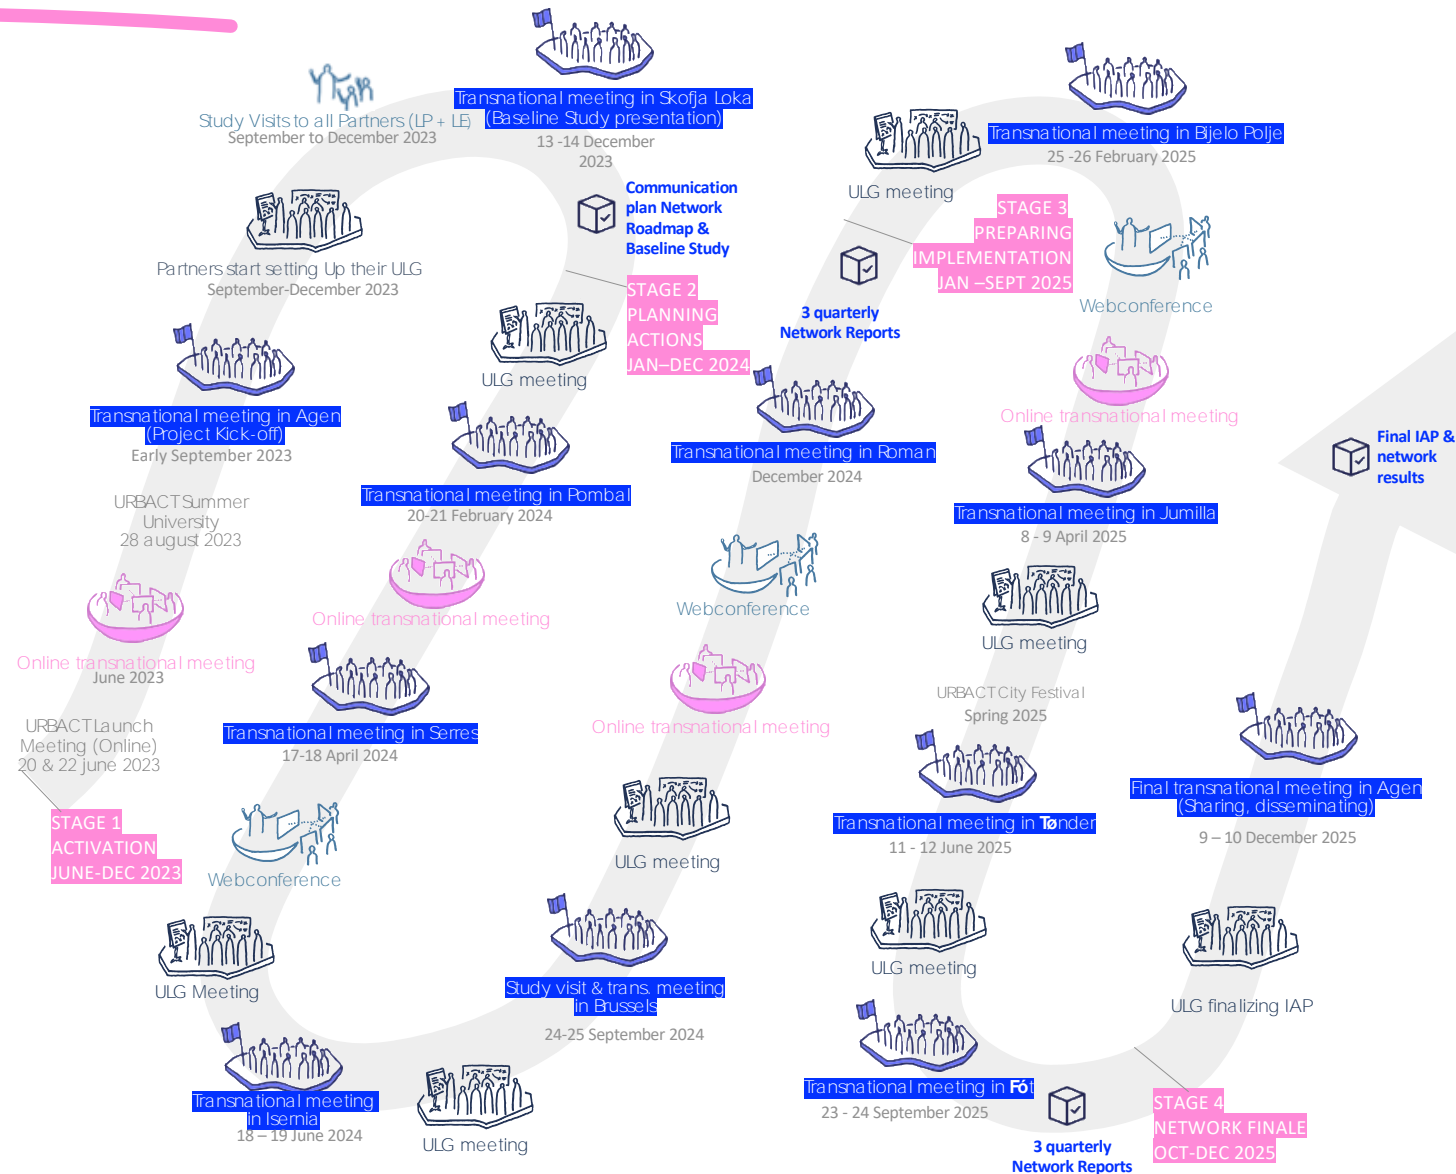 URBACT Launch
Meeting (Online)
20 & 22 june 2023
STAGE 1
ACTIVATION
JUNE-DEC 2023
Online transnational meeting
June 2023
URBACT Summer
University
28 august 2023
Transnational meeting in Agen
(Project Kick-off)
Early September 2023
Partners start setting Up their ULG
September-December 2023
Study Visits to all Partners (LP + LE)
September to December 2023
Transnational meeting in Skofja Loka
(Baseline Study presentation)
13 -14 December
2023
Communication
plan Network
Roadmap &
Baseline Study
STAGE 2
PLANNING
ACTIONS
JAN–DEC 2024
ULG meeting
Transnational meeting in Pombal
20-21 February 2024
Online transnational meeting
Transnational meeting in Serres
17-18 April 2024
Webconference
ULG Meeting
Transnational meeting
in Isernia
18 – 19 June 2024
ULG meeting
Study visit & trans. meeting
in Brussels
24-25 September 2024
ULG meeting
Online transnational meeting
Webconference
Transnational meeting in Roman
December 2024
3 quarterly
Network Reports
STAGE 3
PREPARING
IMPLEMENTATION
JAN –SEPT 2025
ULG meeting
Transnational meeting in Bijelo Polje
25 -26 February 2025
Webconference
Online transnational meeting
Transnational meeting in Jumilla
8 - 9 April 2025
ULG meeting
URBACT City Festival
Spring 2025
Transnational meeting in Tønder
11 - 12 June 2025
ULG meeting
Transnational meeting in Fót
23 - 24 September 2025
3 quarterly
Network Reports
STAGE 4
NETWORK FINALE
OCT-DEC 2025
ULG finalizing IAP
Final transnational meeting in Agen
(Sharing, disseminating)
9 – 10 December 2025
Final IAP &
network
results